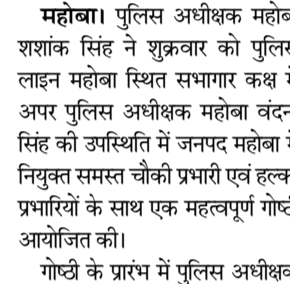 महोबा। पुलिस अधीक्षक
शशांक सिंह ने शुक्रवार को
लाइन महोबा स्थित सभागार कक्ष
अपर पुलिस अधीक्षक महोबा
सिंह की उपस्थिति में जनपद महोबा
नियुक्त समस्त चौकी प्रभारी एवं
प्रभारियों के साथ एक महत्वपूर्ण
आयोजित की।
गोष्ठी के प्रारंभ में पुलिस